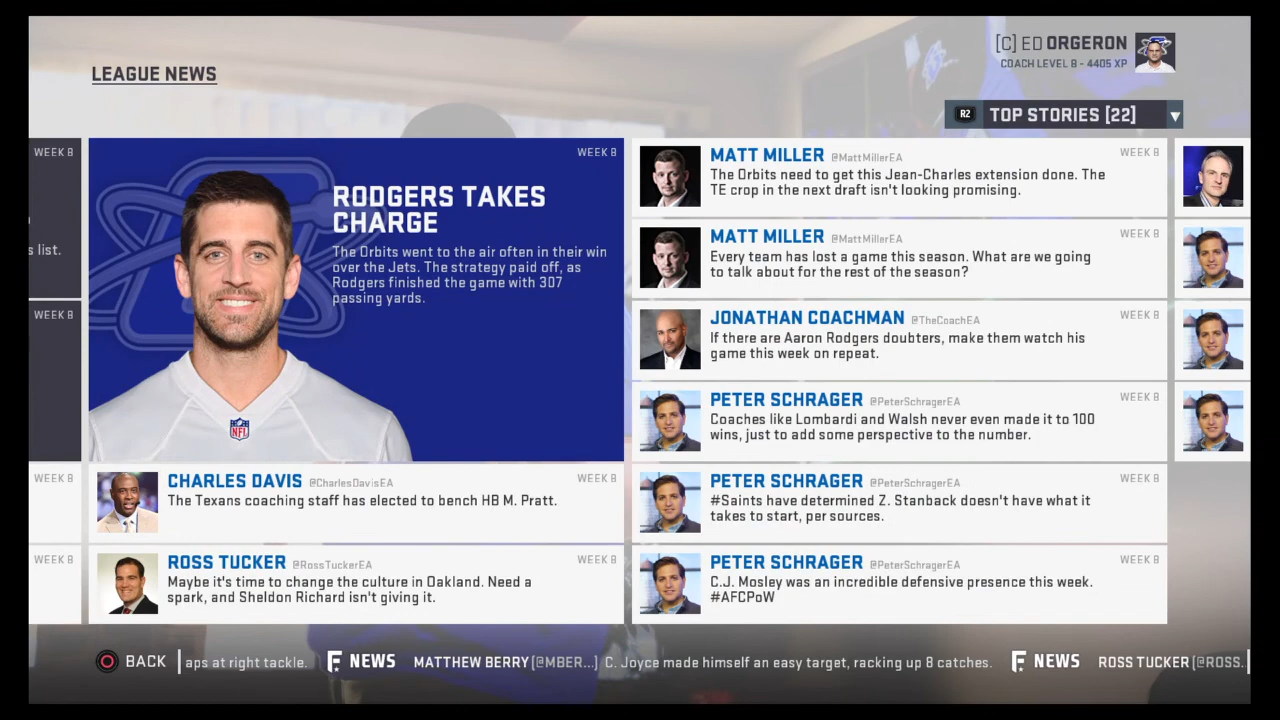 LEAGUE NEWS
[C] ED ORGERON
COACH LEVEL 8 - 4405 XP
R2 TOP STORIES [22]
WEEK 8
s list.
WEEK 8
WEEK 8
WEEK 8
WEEK 8
RODGERS TAKES
CHARGE
The Orbits went to the air often in their win
over the Jets. The strategy paid off, as
Rodgers finished the game with 307
passing yards.
NFL
CHARLES DAVIS @CharlesDavisEA WEEK 8
The Texans coaching staff has elected to bench HB M. Pratt.
ROSS TUCKER @RossTuckerEA WEEK 8
Maybe it's time to change the culture in Oakland. Need a
spark, and Sheldon Richard isn't giving it.
MATT MILLER @MattMillerEA WEEK 8
The Orbits need to get this Jean-Charles extension done. The
TE crop in the next draft isn't looking promising.
MATT MILLER @MattMillerEA WEEK 8
Every team has lost a game this season. What are we going
to talk about for the rest of the season?
JONATHAN COACHMAN @TheCoachEA WEEK 8
If there are Aaron Rodgers doubters, make them watch his
game this week on repeat.
PETER SCHRAGER @PeterSchragerEA WEEK 8
Coaches like Lombardi and Walsh never even made it to 100
wins, just to add some perspective to the number.
PETER SCHRAGER @PeterSchragerEA WEEK 8
#Saints have determined Z. Stanback doesn't have what it
takes to start, per sources.
PETER SCHRAGER @PeterSchragerEA WEEK 8
C.J. Mosley was an incredible defensive presence this week.
#AFCPoW
BACK aps at right tackle. F NEWS MATTHEW BERRY [@MBER...] C. Joyce made himself an easy target, racking up 8 catches. F NEWS ROSS TUCKER [@ROSS.